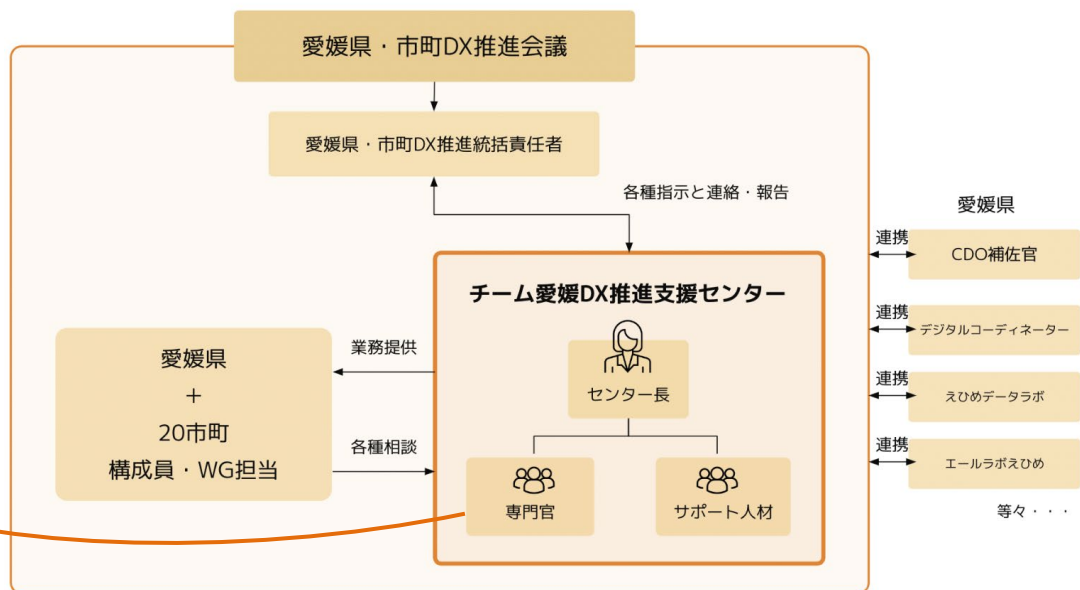 愛媛県・市町DX推進会議
愛媛県・市町DX推進統括責任者
各種指示と連絡・報告
チーム愛媛DX推進支援センター
センター長
専門官
サポート人材
愛媛県
+
20市町
構成員・WG担当
業務提供
各種相談
愛媛県
連携
CDO補佐官
連携
デジタルコーディネーター
連携
えひめデータラボ
連携
エールラボえひめ
等々・・・